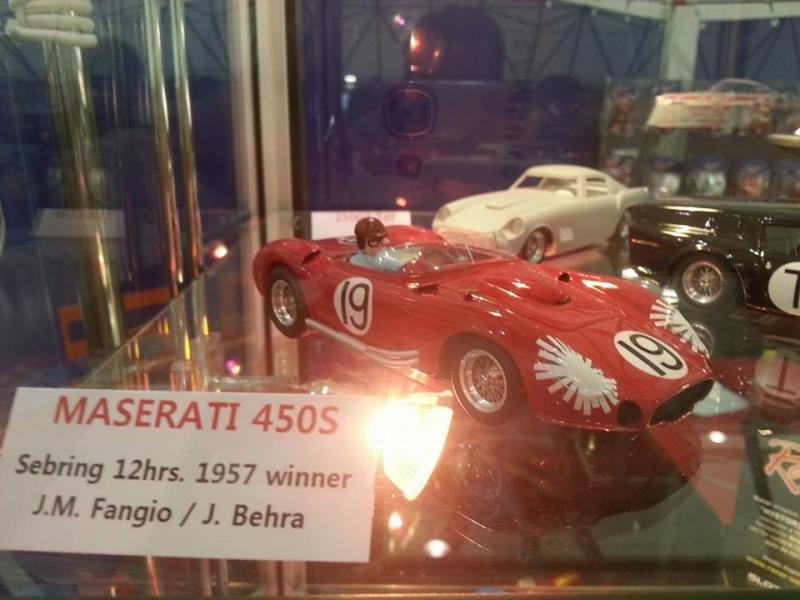 MASERATI 450S
Sebring 12hrs. 1957 winner
J.M. Fangio / J. Behra
19
19
T